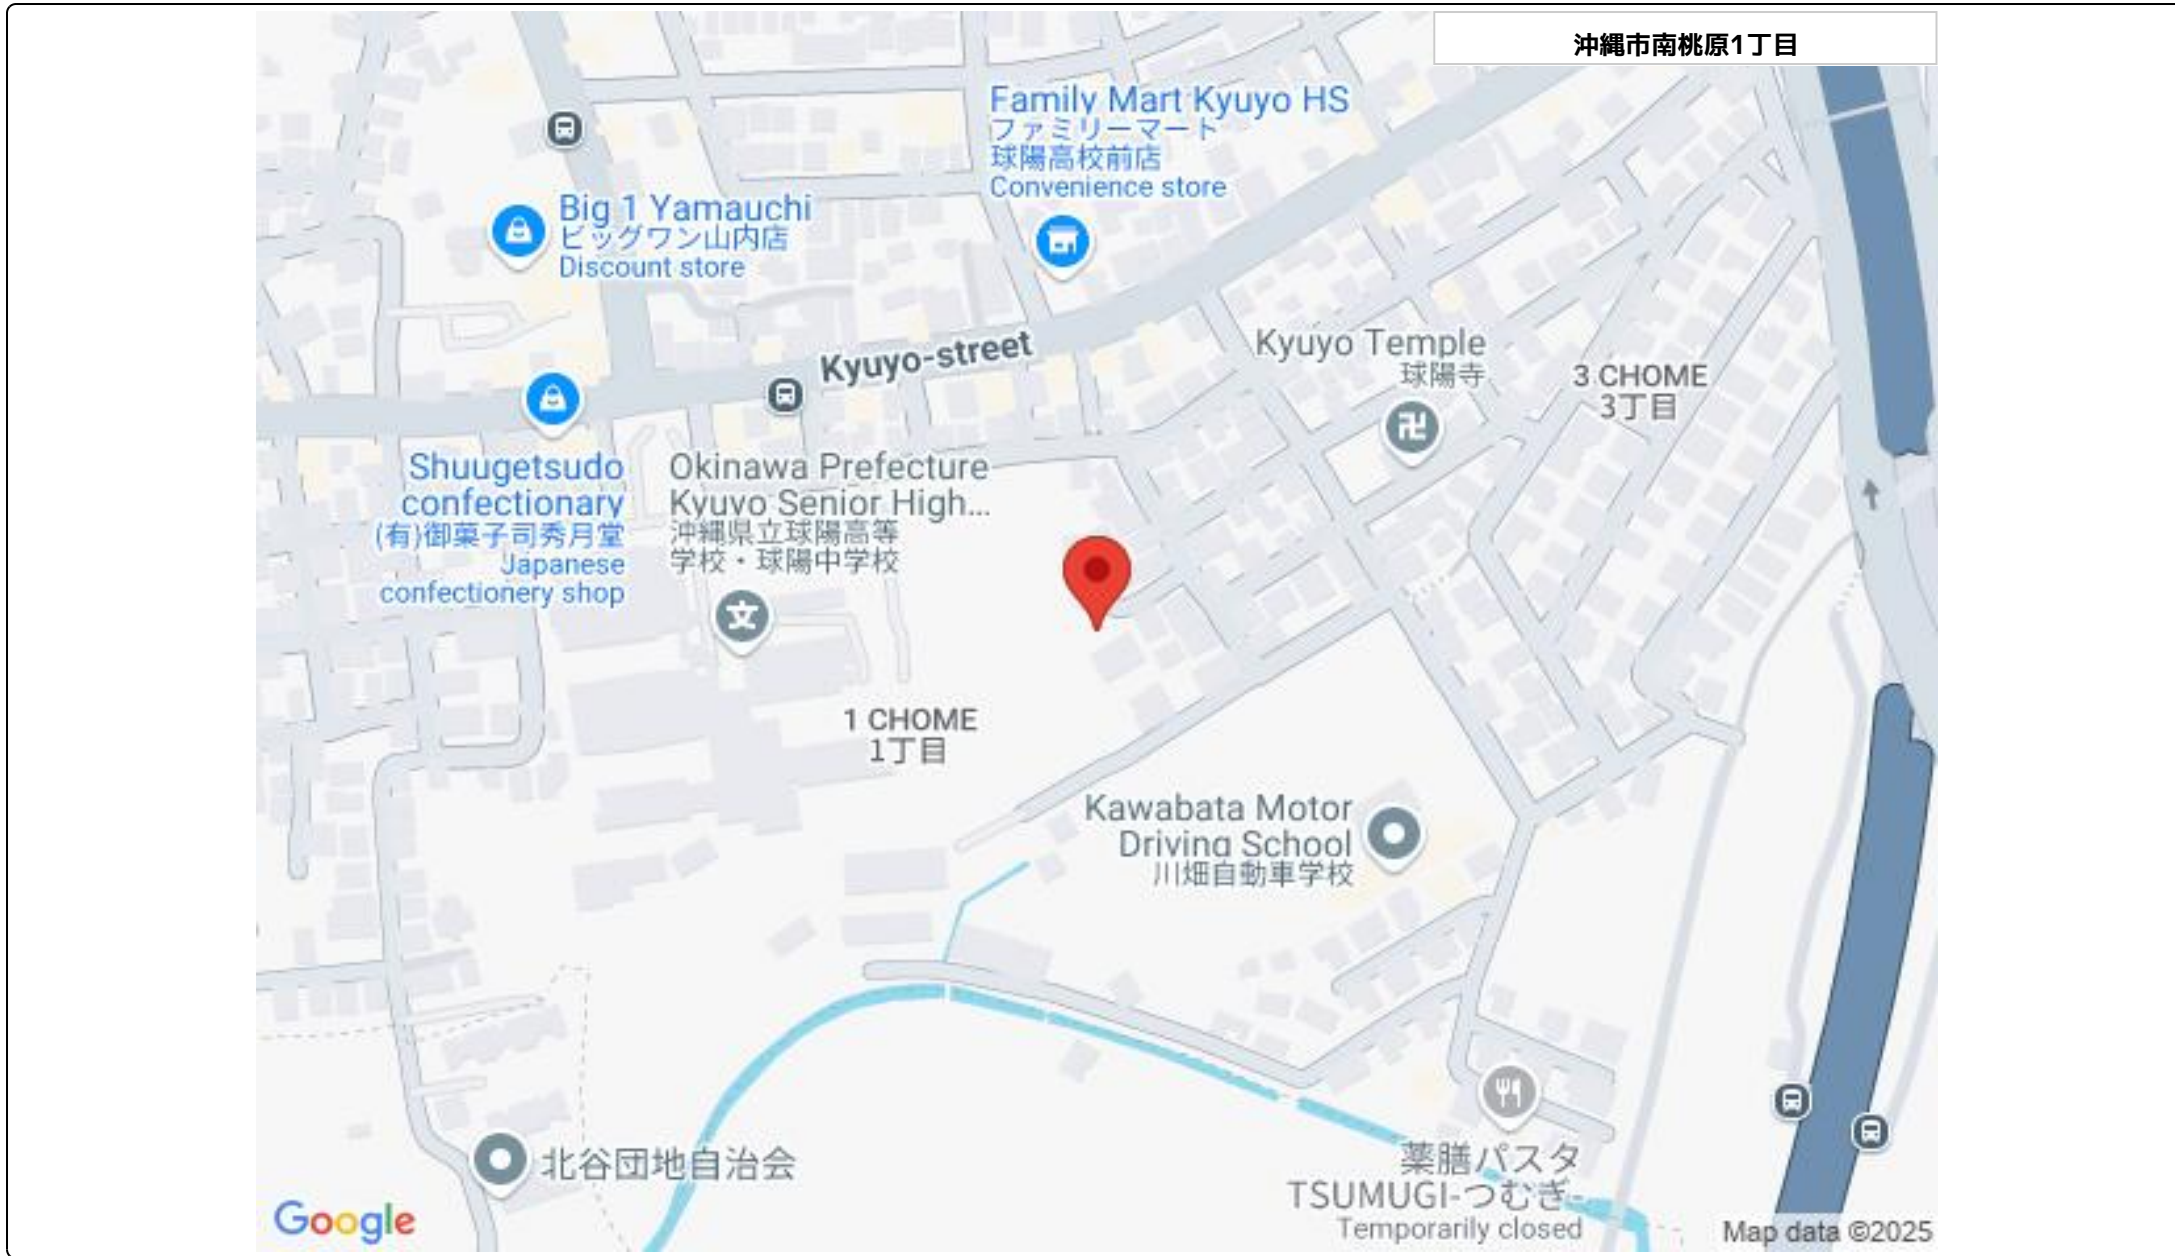 沖縄市南桃原1丁目
Family Mart Kyuyo HS
ファミリーマート
球陽高校前店
Convenience store
Big 1 Yamauchi
ビッグワン山内店
Discount store
Kyuyo-street
Kyuyo Temple
球陽寺
3 CHOME
3丁目
Shuugetsudo
confectionary
(有)御菓子司秀月堂
Japanese
confectionery shop
Okinawa Prefecture
Kyuyo Senior High...
沖縄県立球陽高等
学校・球陽中学校
文
1 CHOME
1丁目
Kawabata Motor
Driving School
川畑自動車学校
北谷団地自治会
薬膳パスタ
TSUMUGI-つむぎ-
Temporarily closed
Google
Map data ©2025